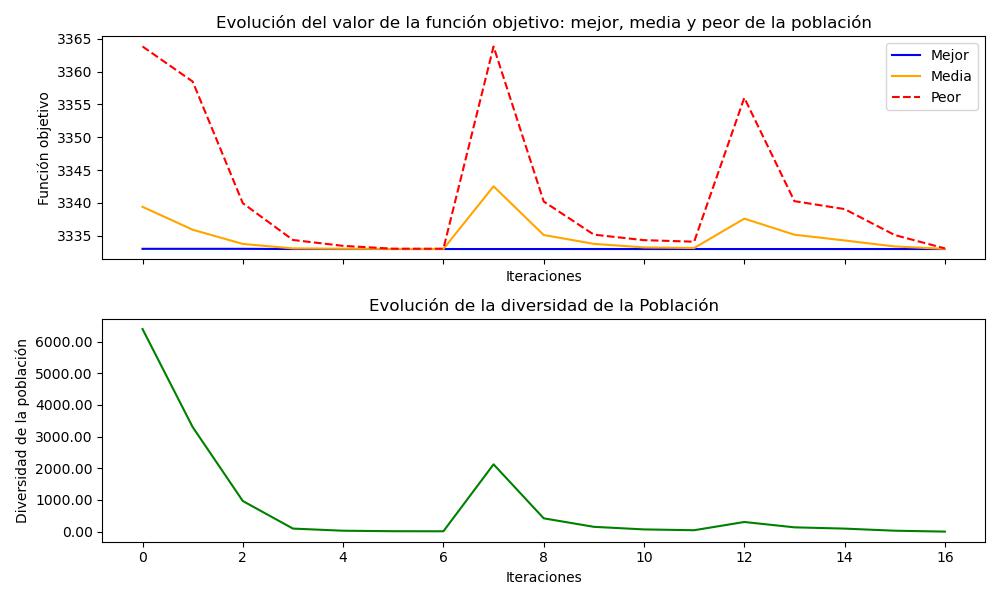 Evolución del valor de la función objetivo: mejor, media y peor de la población
3365
3360
3355
3350
3345
3340
3335
Función objetivo
Mejor
Media
Peor
Iteraciones
Evolución de la diversidad de la Población
6000.00
5000.00
4000.00
3000.00
2000.00
1000.00
0.00
Diversidad de la población
0 2 4 6 8 10 12 14 16
Iteraciones